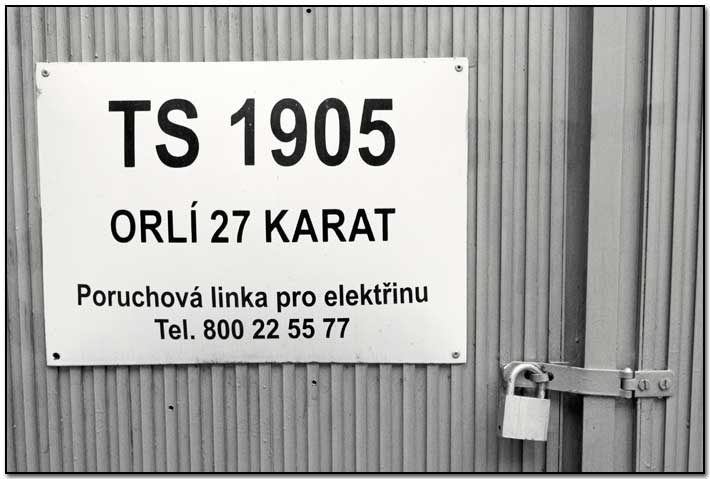 TS 1905
ORLÍ 27 KARAT
Poruchová linka pro elektřinu
Tel. 800 22 55 77